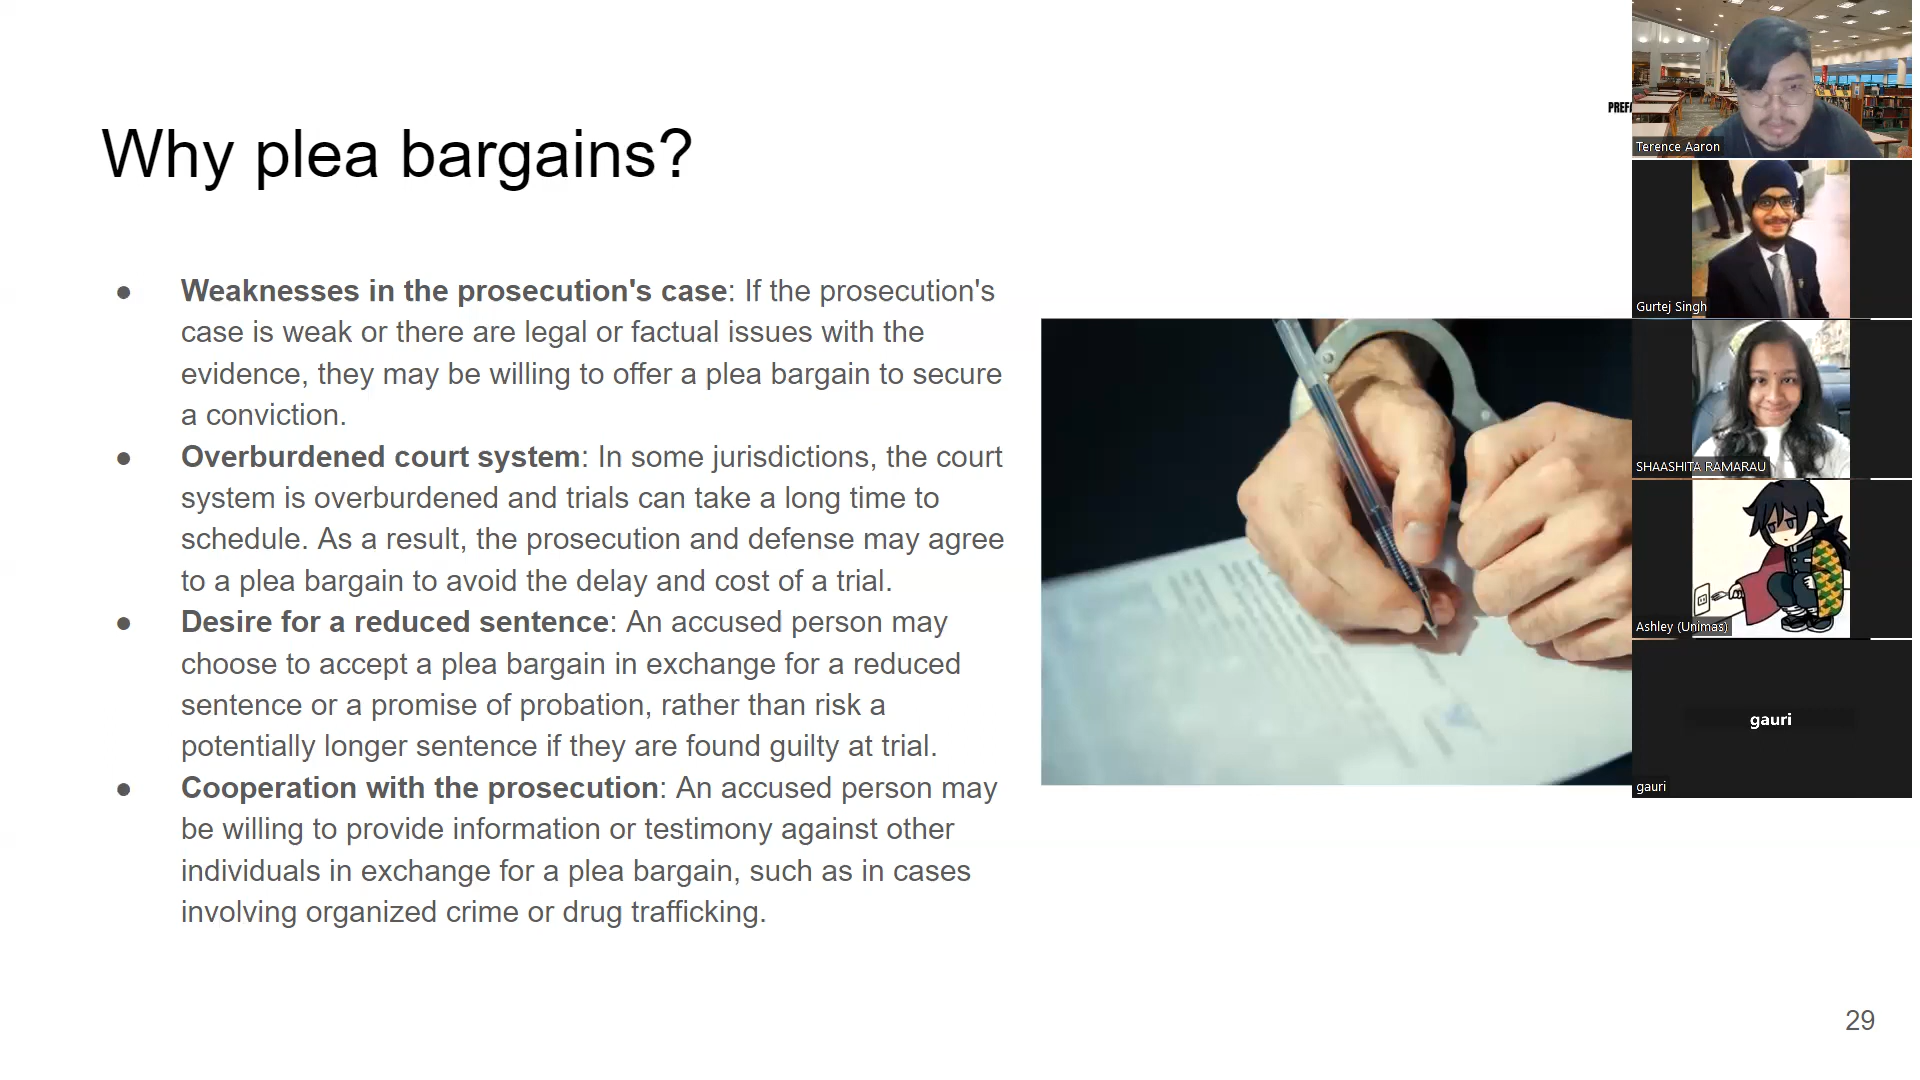 Why plea bargains?
● Weaknesses in the prosecution's case: If the prosecution's
case is weak or there are legal or factual issues with the
evidence, they may be willing to offer a plea bargain to secure
a conviction.
● Overburdened court system: In some jurisdictions, the court
system is overburdened and trials can take a long time to
schedule. As a result, the prosecution and defense may agree
to a plea bargain to avoid the delay and cost of a trial.
● Desire for a reduced sentence: An accused person may
choose to accept a plea bargain in exchange for a reduced
sentence or a promise of probation, rather than risk a
potentially longer sentence if they are found guilty at trial.
● Cooperation with the prosecution: An accused person may
be willing to provide information or testimony against other
individuals in exchange for a plea bargain, such as in cases
involving organized crime or drug trafficking.
29
Terence Aaron
Gurtej Singh
SHAASHITA RAMARAU
Ashley (Unimas)
gauri
gauri